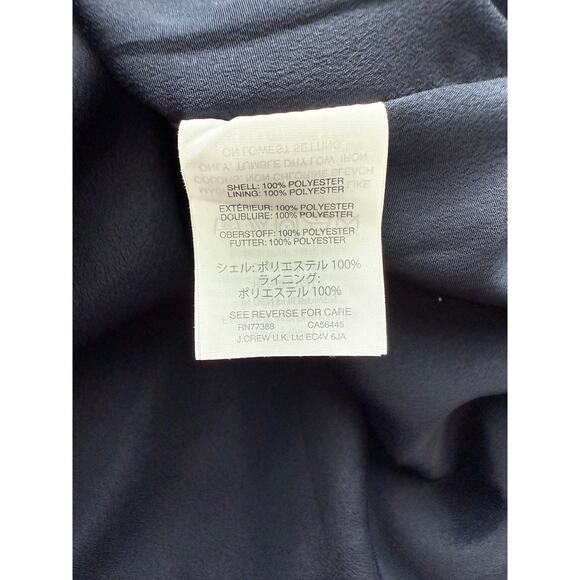 SHELL: 100% POLYESTER
LINING: 100% POLYESTER
EXTÉRIEUR: 100% POLYESTER
DOUBLURE: 100% POLYESTER
OBERSTOFF: 100% POLYESTER
FUTTER: 100% POLYESTER
シェル: ポリエステル 100%
ライニング:
ポリエステル 100%
SEE REVERSE FOR CARE
RN77388 CA56445
J.CREW U.K. Ltd EC4V 6JA